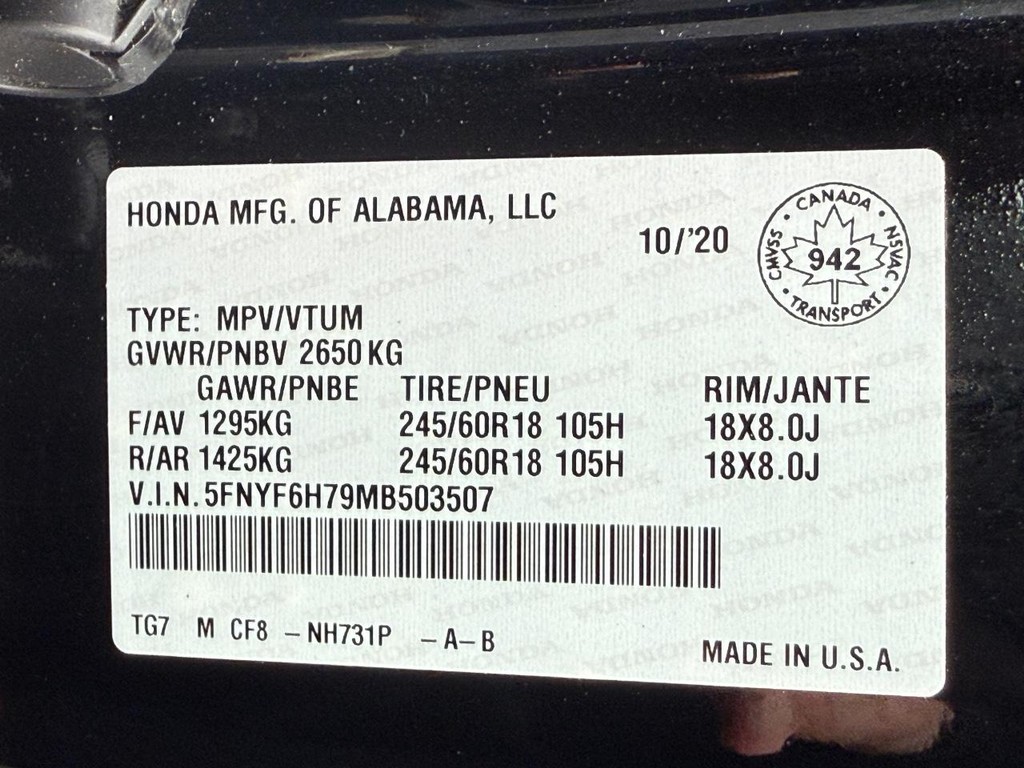 HONDA MFG. OF ALABAMA, LLC
10/'20
CANADA
CMVSS
942
NSVAC
TRANSPORT
TYPE: MPV/VTUM
GVWR/PNBV 2650KG
GAWR/PNBE TIRE/PNEU RIM/JANTE
F/AV 1295KG 245/60R18 105H 18X8.0J
R/AR 1425KG 245/60R18 105H 18X8.0J
V.I.N. 5FNYF6H79MB503507
TG7 M CF8 -NH731P -A-B
MADE IN U.S.A.